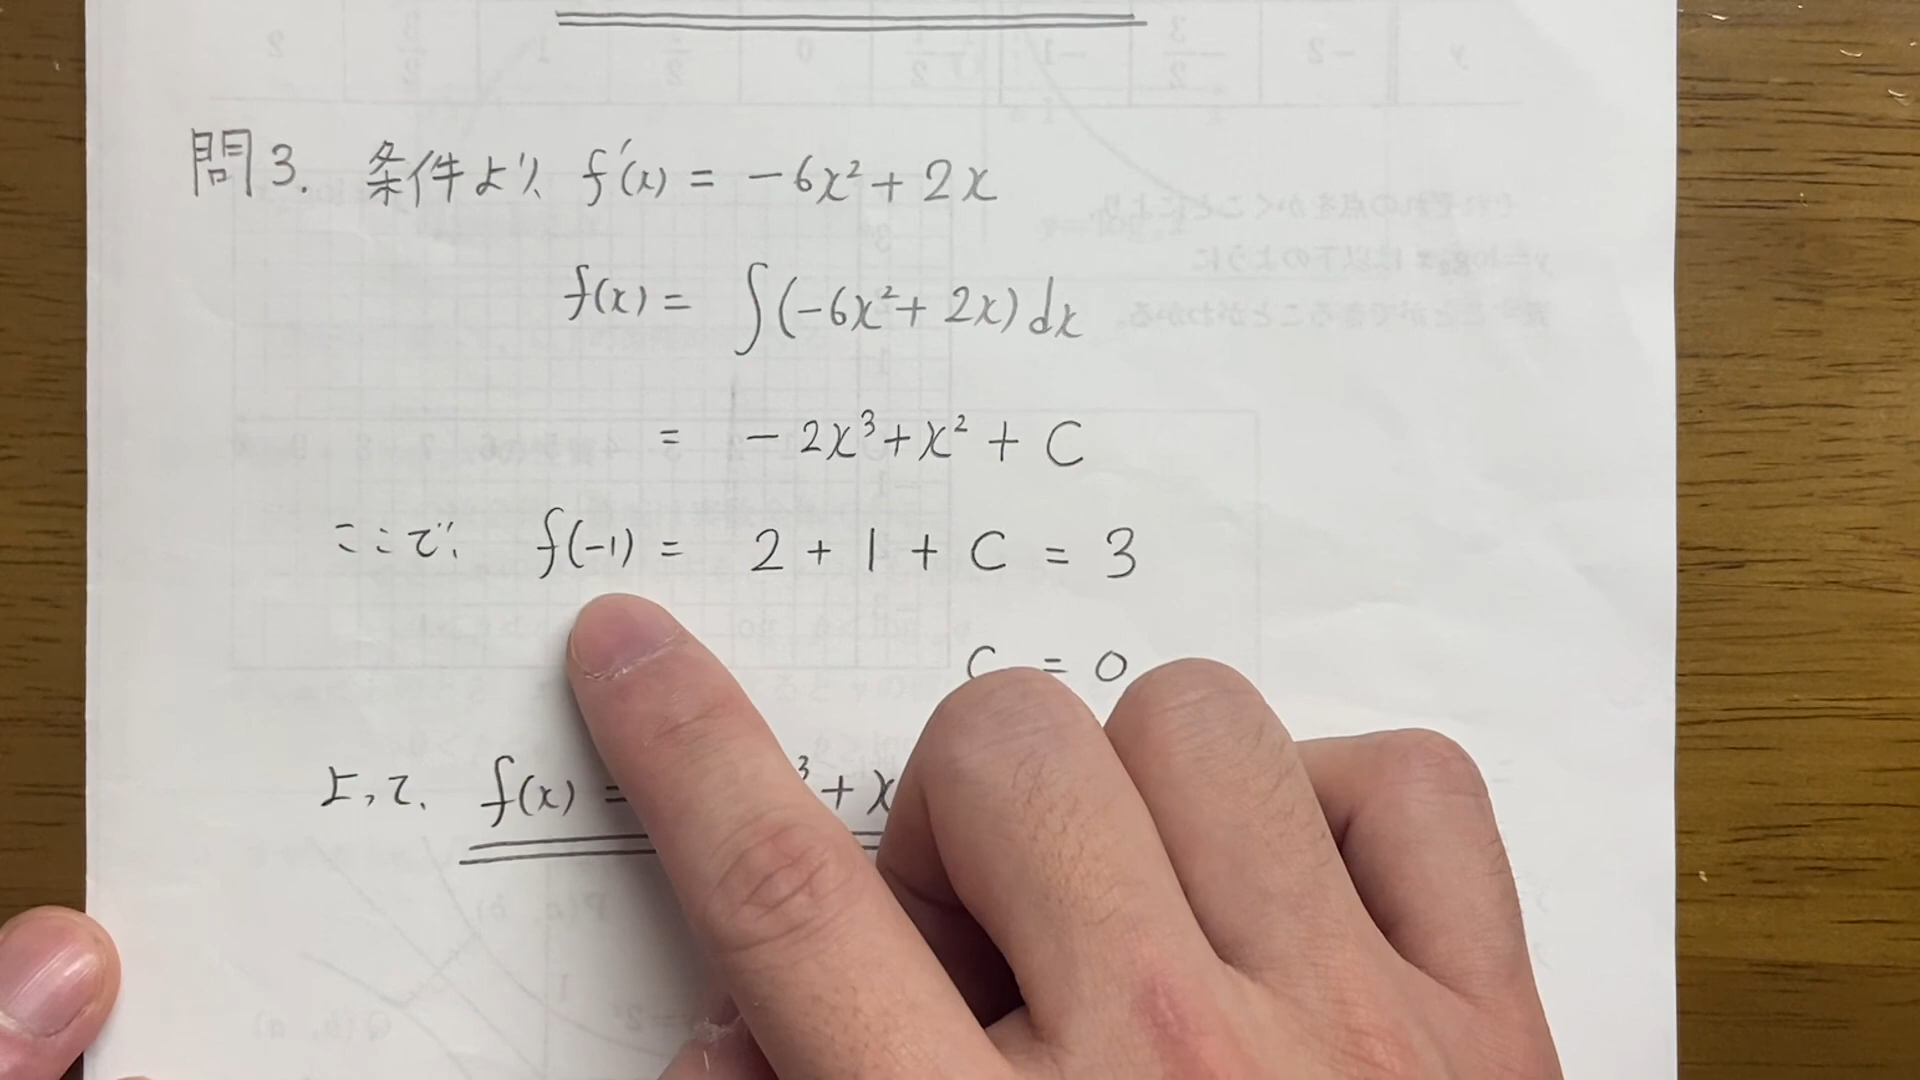 問3. 条件より、 f'(x) = -6x² + 2x
f(x) = ∫(-6x² + 2x)dx
= -2x³ + x² + C
ここで、 f(-1) = 2 + 1 + C = 3
C = 0
よって、 f(x) = ³ + x